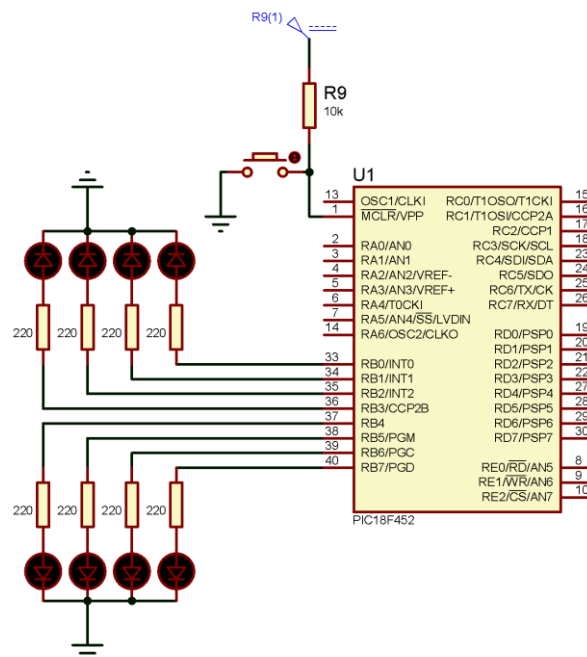 R9(1)
R9
10k
U1
13 OSC1/CLKI RC0/T1OSO/T1CKI 15
1 MCLR/VPP RC1/T1OSI/CCP2A 16
RC2/CCP1 17
2 RA0/AN0 RC3/SCK/SCL 18
3 RA1/AN1 RC4/SDI/SDA 23
4 RA2/AN2/VREF- RC5/SDO 24
5 RA3/AN3/VREF+ RC6/TX/CK 25
6 RA4/T0CKI RC7/RX/DT 26
7 RA5/AN4/SS/LVDIN
14 RA6/OSC2/CLKO RD0/PSP0 19
RD1/PSP1 20
33 RB0/INT0 RD2/PSP2 21
34 RB1/INT1 RD3/PSP3 22
35 RB2/INT2 RD4/PSP4 27
36 RB3/CCP2B RD5/PSP5 28
37 RB4 RD6/PSP6 29
38 RB5/PGM RD7/PSP7 30
39 RB6/PGC
40 RB7/PGD RE0/RD/AN5 8
RE1/WR/AN6 9
RE2/CS/AN7 10
PIC18F452
220 220 220 220
220 220 220 220